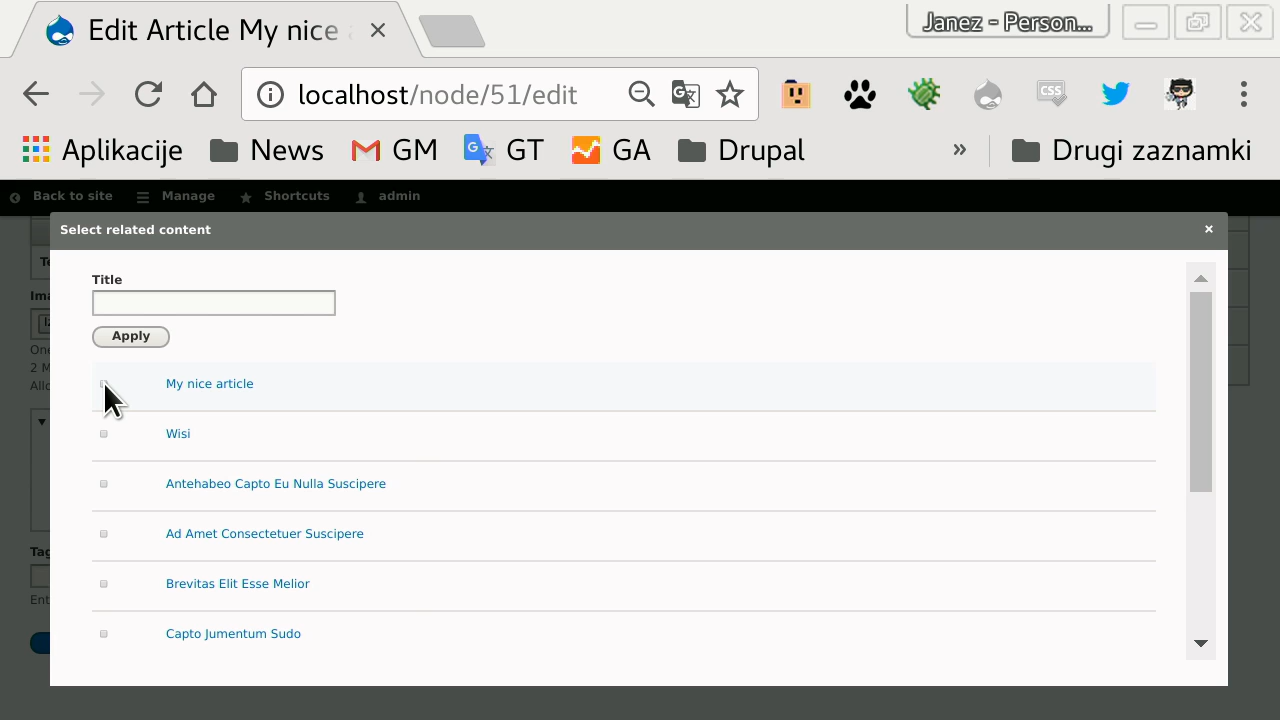 Edit Article My nice
Janez - Person...
localhost/node/51/edit
CSS
Aplikacije News GM GT GA Drupal » Drugi zaznamki
Back to site Manage Shortcuts admin
Select related content
Title
Apply
My nice article
Wisi
Antehabeo Capto Eu Nulla Suscipere
Ad Amet Consectetuer Suscipere
Brevitas Elit Esse Melior
Capto Jumentum Sudo
2 M